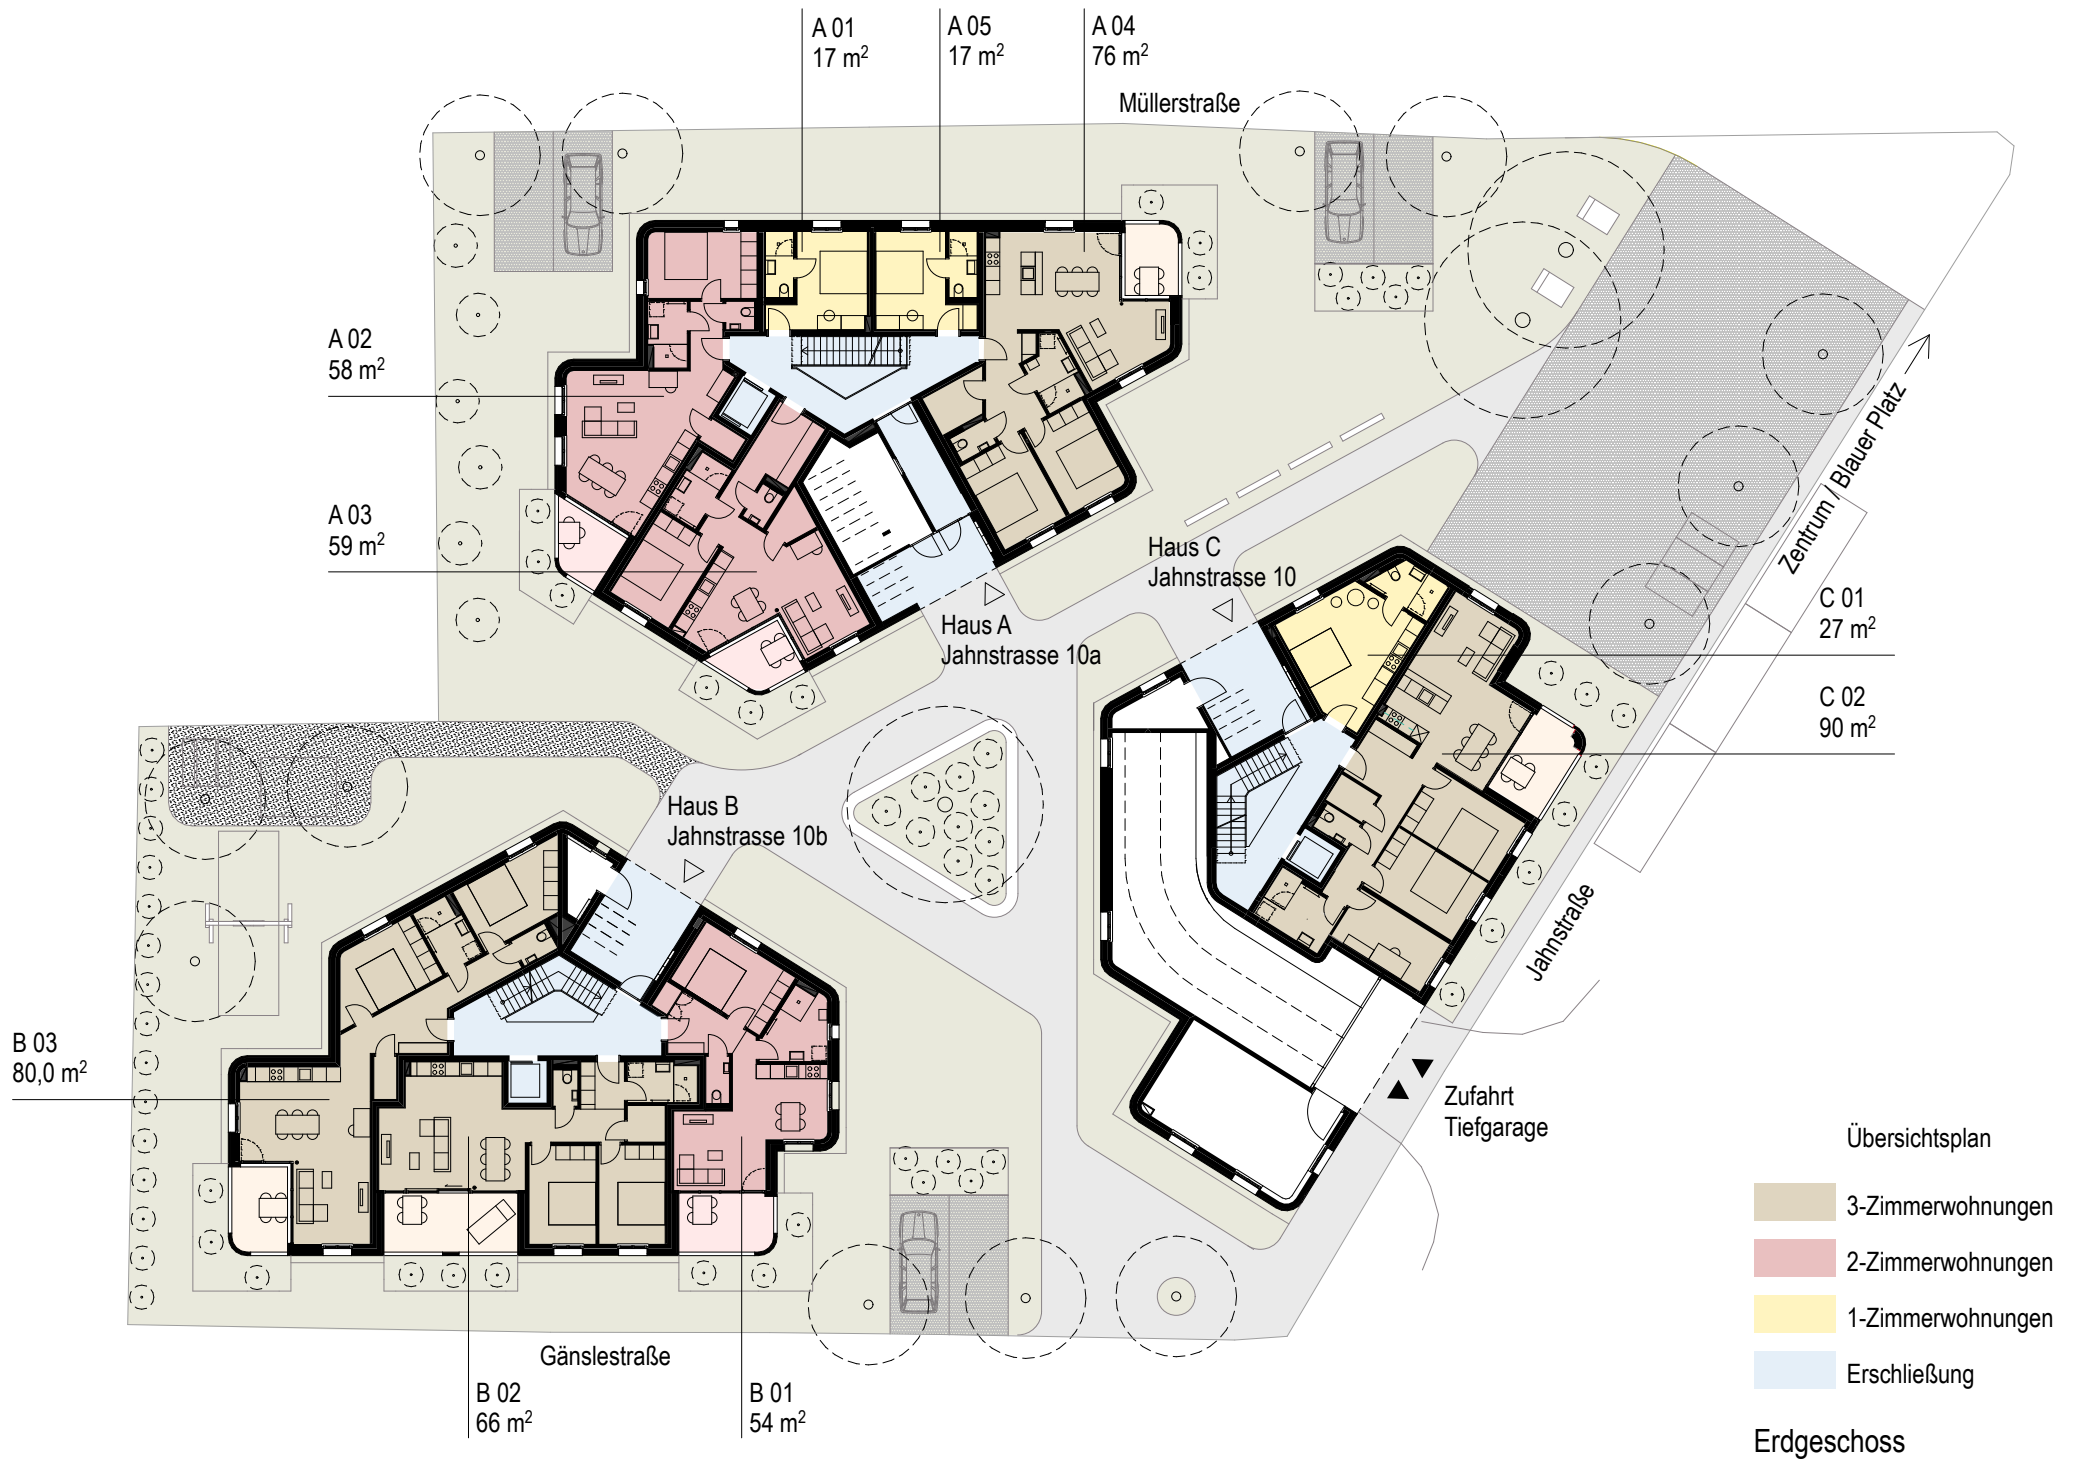 A 01
17 m²
A 05
17 m²
A 04
76 m²
Müllerstraße
A 02
58 m²
A 03
59 m²
Zentrum / Blauer Platz
Haus C
Jahnstrasse 10
Haus A
Jahnstrasse 10a
C 01
27 m²
C 02
90 m²
Haus B
Jahnstrasse 10b
Jahnstraße
B 03
80,0 m²
Zufahrt
Tiefgarage
Gänslestraße
B 02
66 m²
B 01
54 m²
Übersichtsplan
3-Zimmerwohnungen
2-Zimmerwohnungen
1-Zimmerwohnungen
Erschließung
Erdgeschoss